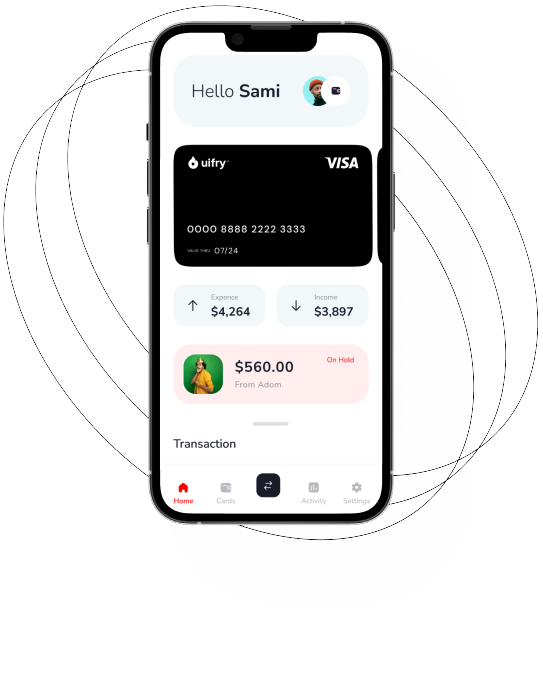 Hello Sami
uifry™
VISA
0000 8888 2222 3333
VALID THRU 07/24
Expence
$4,264
Income
$3,897
$560.00
On Hold
From Adom
Transaction
Home
Cards
Activity
Settings